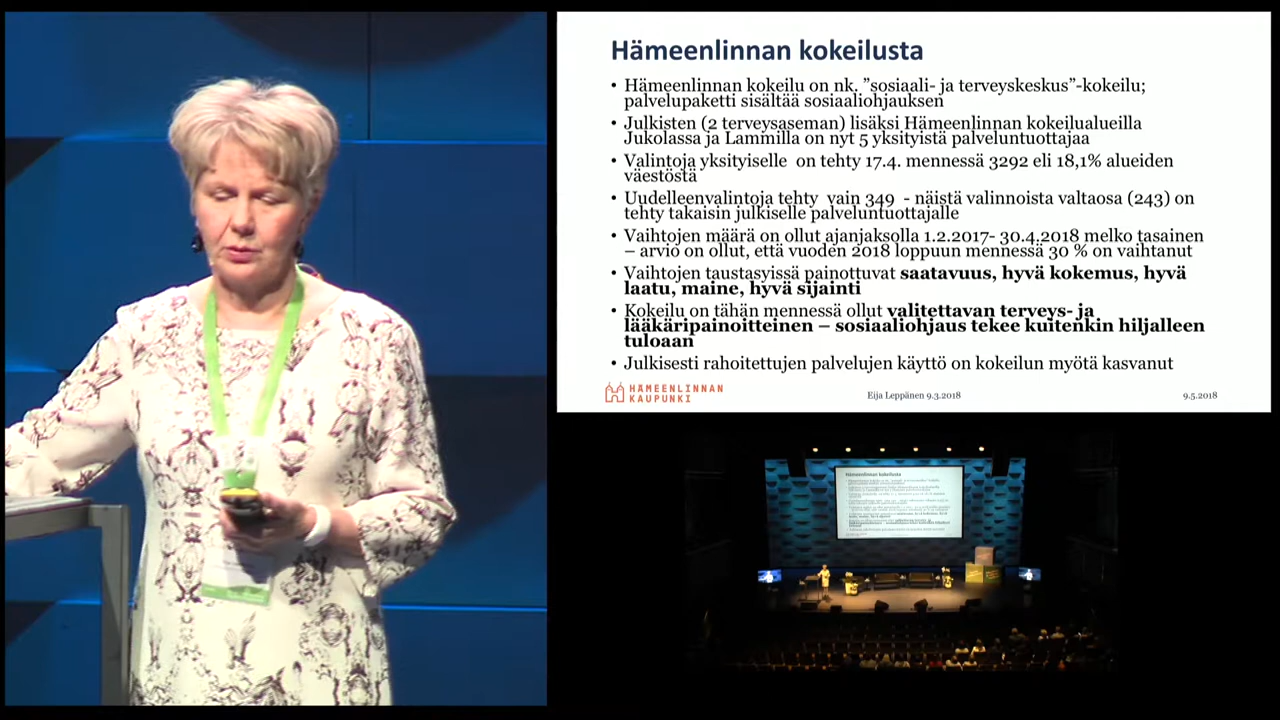 Hämeenlinnan kokeilusta
• Hämeenlinnan kokeilu on nk. ”sosiaali- ja terveyskeskus”-kokeilu;
palvelupaketti sisältää sosiaaliohjauksen
• Julkisten (2 terveysaseman) lisäksi Hämeenlinnan kokeilualueilla
Jukolassa ja Lammilla on nyt 5 yksityistä palveluntuottajaa
• Valintoja yksityiselle on tehty 17.4. mennessä 3292 eli 18,1% alueiden
väestöstä
• Uudelleenvalintoja tehty vain 349 - näistä valinnoista valtaosa (243) on
tehty takaisin julkiselle palveluntuottajalle
• Vaihtojen määrä on ollut ajanjaksolla 1.2.2017- 30.4.2018 melko tasainen
– arvio on ollut, että vuoden 2018 loppuun mennessä 30 % on vaihtanut
• Vaihtojen taustasyissä painottuvat saatavuus, hyvä kokemus, hyvä
laatu, maine, hyvä sijainti
• Kokeilu on tähän mennessä ollut valitettavan terveys- ja
lääkäripainoitteinen – sosiaaliohjaus tekee kuitenkin hiljalleen
tuloaan
• Julkisesti rahoitettujen palvelujen käyttö on kokeilun myötä kasvanut
HÄMEENLINNAN
KAUPUNKI
Eija Leppänen 9.3.2018
9.5.2018
Hämeenlinnan kokeilusta